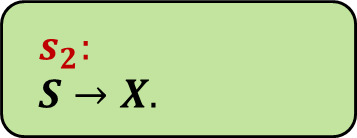 s₂:
S → X.